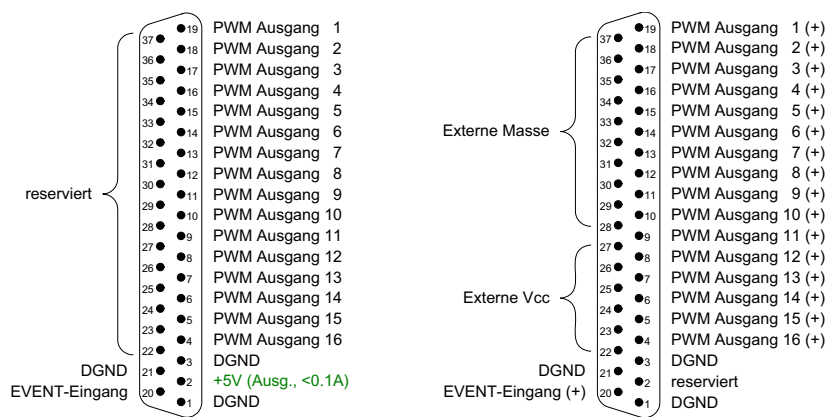 19 PWM Ausgang 1
37
18 PWM Ausgang 2
36
17 PWM Ausgang 3
35
16 PWM Ausgang 4
34
15 PWM Ausgang 5
33
14 PWM Ausgang 6
32
13 PWM Ausgang 7
31
12 PWM Ausgang 8
30
reserviert
11 PWM Ausgang 9
29
10 PWM Ausgang 10
28
9 PWM Ausgang 11
27
8 PWM Ausgang 12
26
7 PWM Ausgang 13
25
6 PWM Ausgang 14
24
5 PWM Ausgang 15
23
4 PWM Ausgang 16
22
3 DGND
DGND 21
2 +5V (Ausg., <0.1A)
EVENT-Eingang 20
1 DGND
19 PWM Ausgang 1 (+)
37
18 PWM Ausgang 2 (+)
36
17 PWM Ausgang 3 (+)
35
16 PWM Ausgang 4 (+)
34
15 PWM Ausgang 5 (+)
33
Externe Masse
14 PWM Ausgang 6 (+)
32
13 PWM Ausgang 7 (+)
31
12 PWM Ausgang 8 (+)
30
11 PWM Ausgang 9 (+)
29
10 PWM Ausgang 10 (+)
28
9 PWM Ausgang 11 (+)
27
8 PWM Ausgang 12 (+)
26
7 PWM Ausgang 13 (+)
25
Externe Vcc
6 PWM Ausgang 14 (+)
24
5 PWM Ausgang 15 (+)
23
4 PWM Ausgang 16 (+)
22
3 DGND
DGND 21
2 reserviert
EVENT-Eingang (+) 20
1 DGND